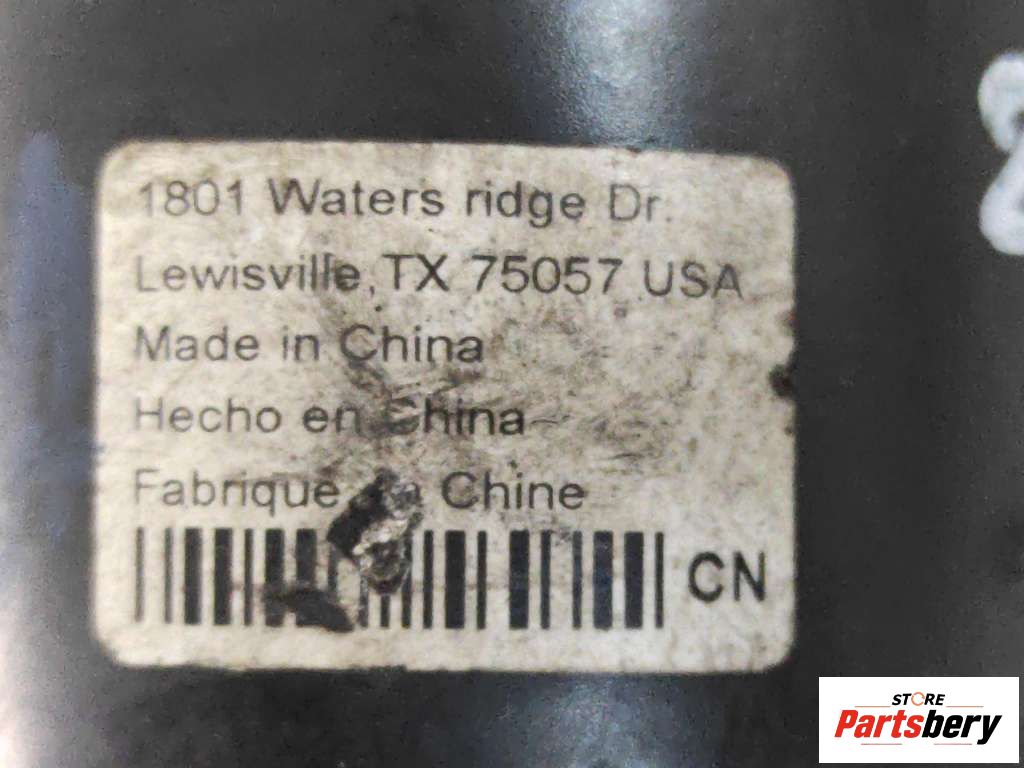 1801 Waters ridge Dr.
Lewisville, TX 75057 USA
Made in China
Hecho en China
Fabrique Chine
CN
STORE
Partsbery